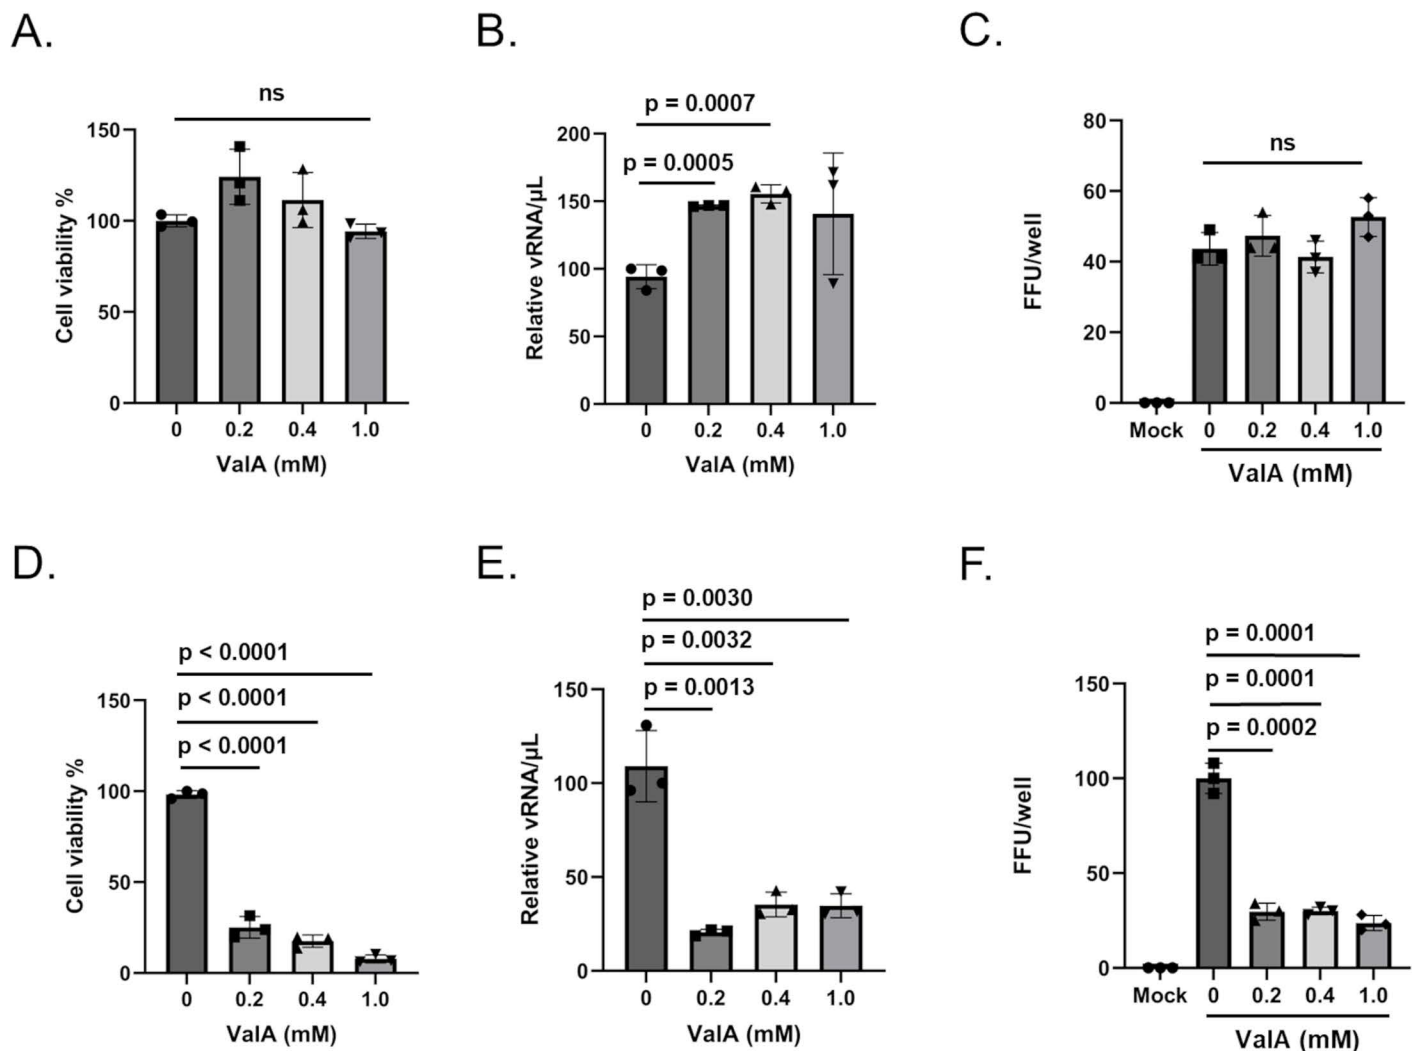 A.
ns
Cell viability %
150
100
50
0
0 0.2 0.4 1.0
ValA (mM)
B.
p = 0.0007
p = 0.0005
Relative vRNA/µL
200
150
100
50
0
0 0.2 0.4 1.0
ValA (mM)
C.
ns
FFU/well
80
60
40
20
0
Mock 0 0.2 0.4 1.0
ValA (mM)
D.
p < 0.0001
p < 0.0001
p < 0.0001
Cell viability %
150
100
50
0
0 0.2 0.4 1.0
ValA (mM)
E.
p = 0.0030
p = 0.0032
p = 0.0013
Relative vRNA/µL
150
100
50
0
0 0.2 0.4 1.0
ValA (mM)
F.
p = 0.0001
p = 0.0001
p = 0.0002
FFU/well
150
100
50
0
Mock 0 0.2 0.4 1.0
ValA (mM)